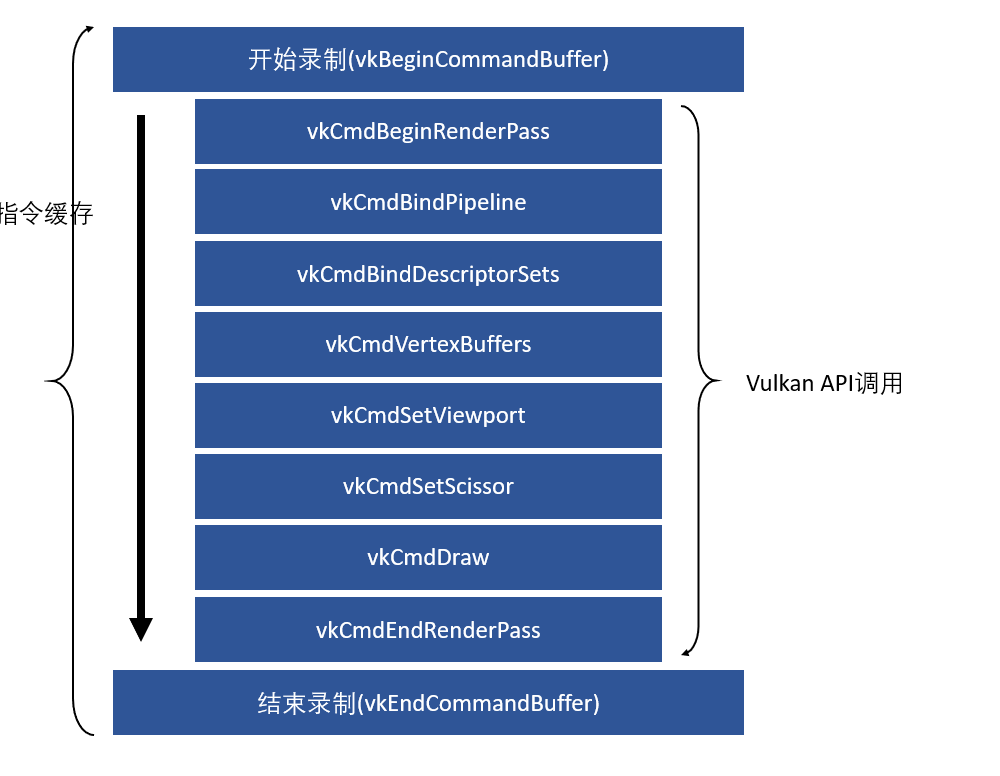 开始录制(vkBeginCommandBuffer)
vkCmdBeginRenderPass
vkCmdBindPipeline
指令缓存
vkCmdBindDescriptorSets
vkCmdVertexBuffers
Vulkan API调用
vkCmdSetViewport
vkCmdSetScissor
vkCmdDraw
vkCmdEndRenderPass
结束录制(vkEndCommandBuffer)